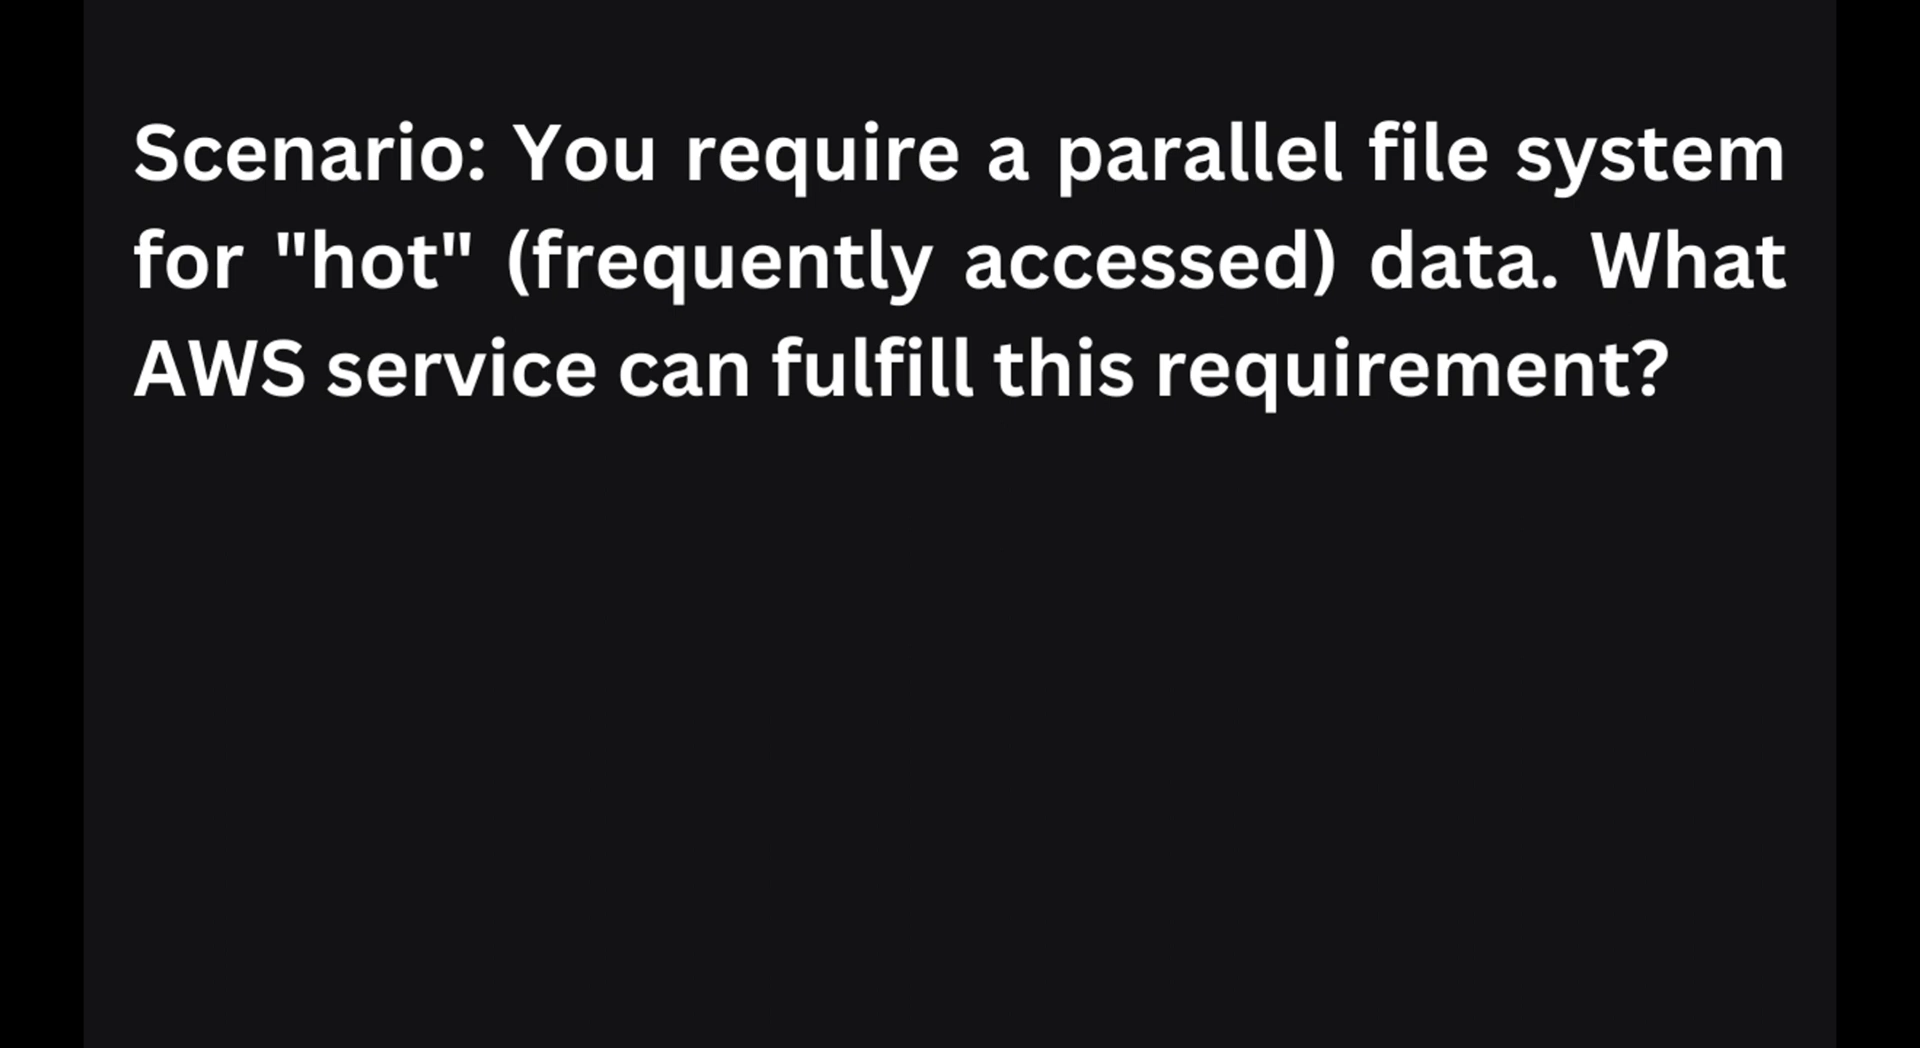 Scenario: You require a parallel file system
for "hot" (frequently accessed) data. What
AWS service can fulfill this requirement?